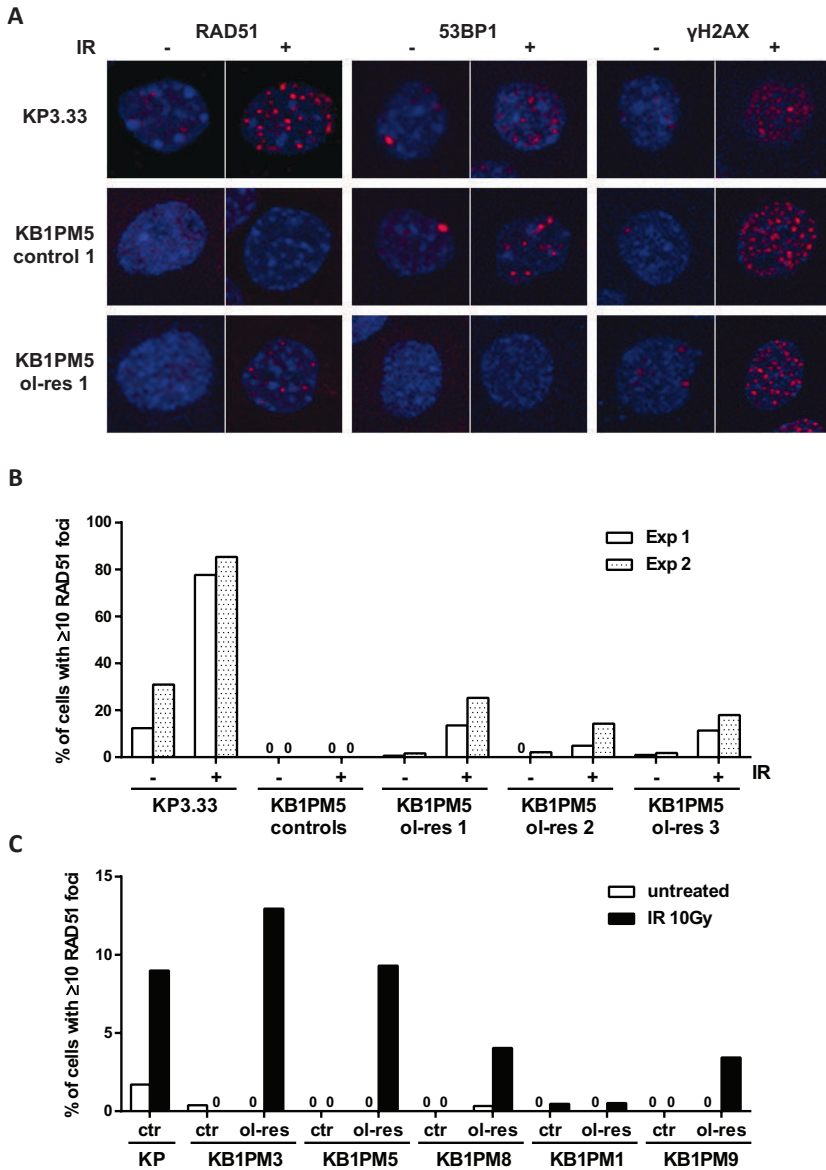 A
RAD51 53BP1 γH2AX
IR - + - + - +
KP3.33
KB1PM5
control 1
KB1PM5
ol-res 1
B
% of cells with ≥10 RAD51 foci
100
80
60
40
20
0
Exp 1
Exp 2
0 0 0 0 0
- + - + - + - + - + IR
KP3.33 KB1PM5 KB1PM5 KB1PM5 KB1PM5
controls ol-res 1 ol-res 2 ol-res 3
C
% of cells with ≥10 RAD51 foci
15
10
5
0
untreated
IR 10Gy
0 0 0 0 0 0 0 0 0 0 0 0
ctr ctr ol-res ctr ol-res ctr ol-res ctr ol-res ctr ol-res
KP KB1PM3 KB1PM5 KB1PM8 KB1PM1 KB1PM9